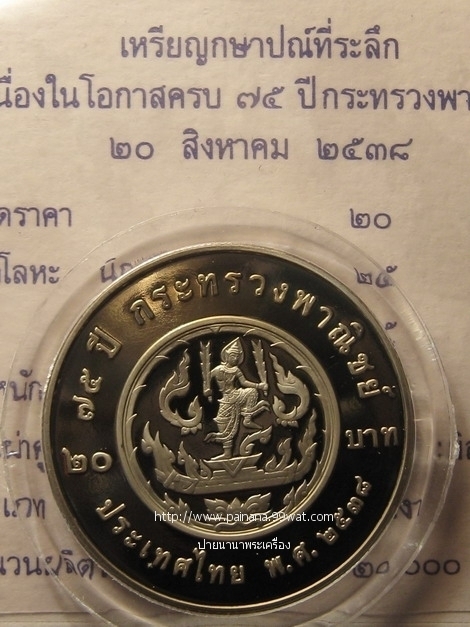 เหรียญกษาปณ์ที่ระลึก
นื่องในโอกาสครบ ๗๕ ปีกระทรวงพา
๒๐ สิงหาคม ๒๕๓๘
ดราคา ๒๐
โลหะ ๒๕
๗๕ ปี กระทรวงพาณิชย์
๒๐ บาท
ประเทศไทย พ.ศ. ๒๕๓๘
http://www.painana.99wat.com
ปายนานาพระเครื่อง